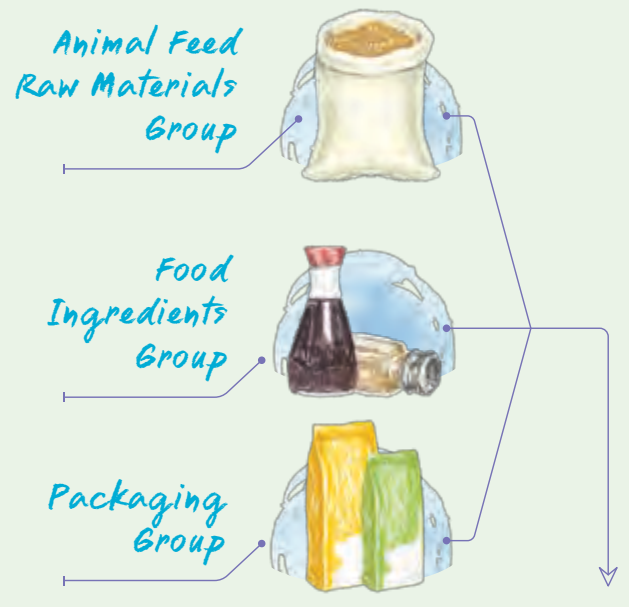 Animal Feed
Raw Materials
Group
Food
Ingredients
Group
Packaging
Group